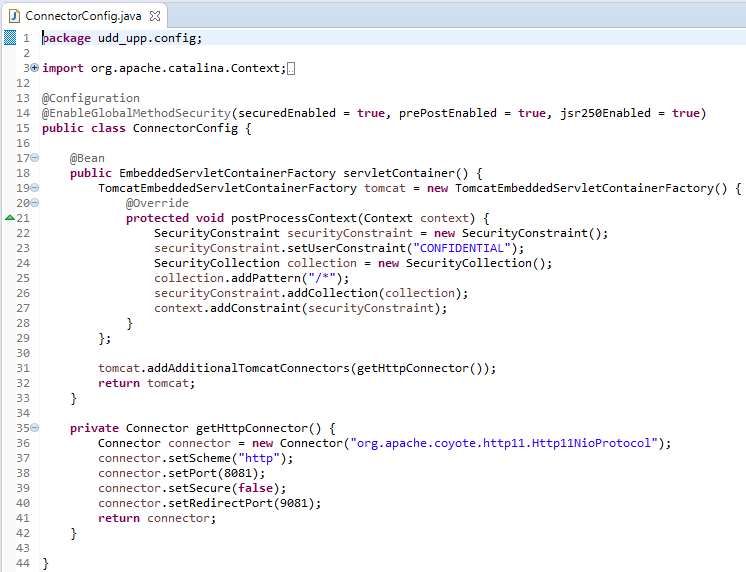 ConnectorConfig.java
1 package udd_upp.config;
2
3 import org.apache.catalina.Context;
12
13 @Configuration
14 @EnableGlobalMethodSecurity(securedEnabled = true, prePostEnabled = true, jsr250Enabled = true)
15 public class ConnectorConfig {
16
17 @Bean
18 public EmbeddedServletContainerFactory servletContainer() {
19 TomcatEmbeddedServletContainerFactory tomcat = new TomcatEmbeddedServletContainerFactory() {
20 @Override
21 protected void postProcessContext(Context context) {
22 SecurityConstraint securityConstraint = new SecurityConstraint();
23 securityConstraint.setUserConstraint("CONFIDENTIAL");
24 SecurityCollection collection = new SecurityCollection();
25 collection.addPattern("/*");
26 securityConstraint.addCollection(collection);
27 context.addConstraint(securityConstraint);
28 }
29 };
30
31 tomcat.addAdditionalTomcatConnectors(getHttpConnector());
32 return tomcat;
33 }
34
35 private Connector getHttpConnector() {
36 Connector connector = new Connector("org.apache.coyote.http11.Http11NioProtocol");
37 connector.setScheme("http");
38 connector.setPort(8081);
39 connector.setSecure(false);
40 connector.setRedirectPort(9081);
41 return connector;
42 }
43
44 }